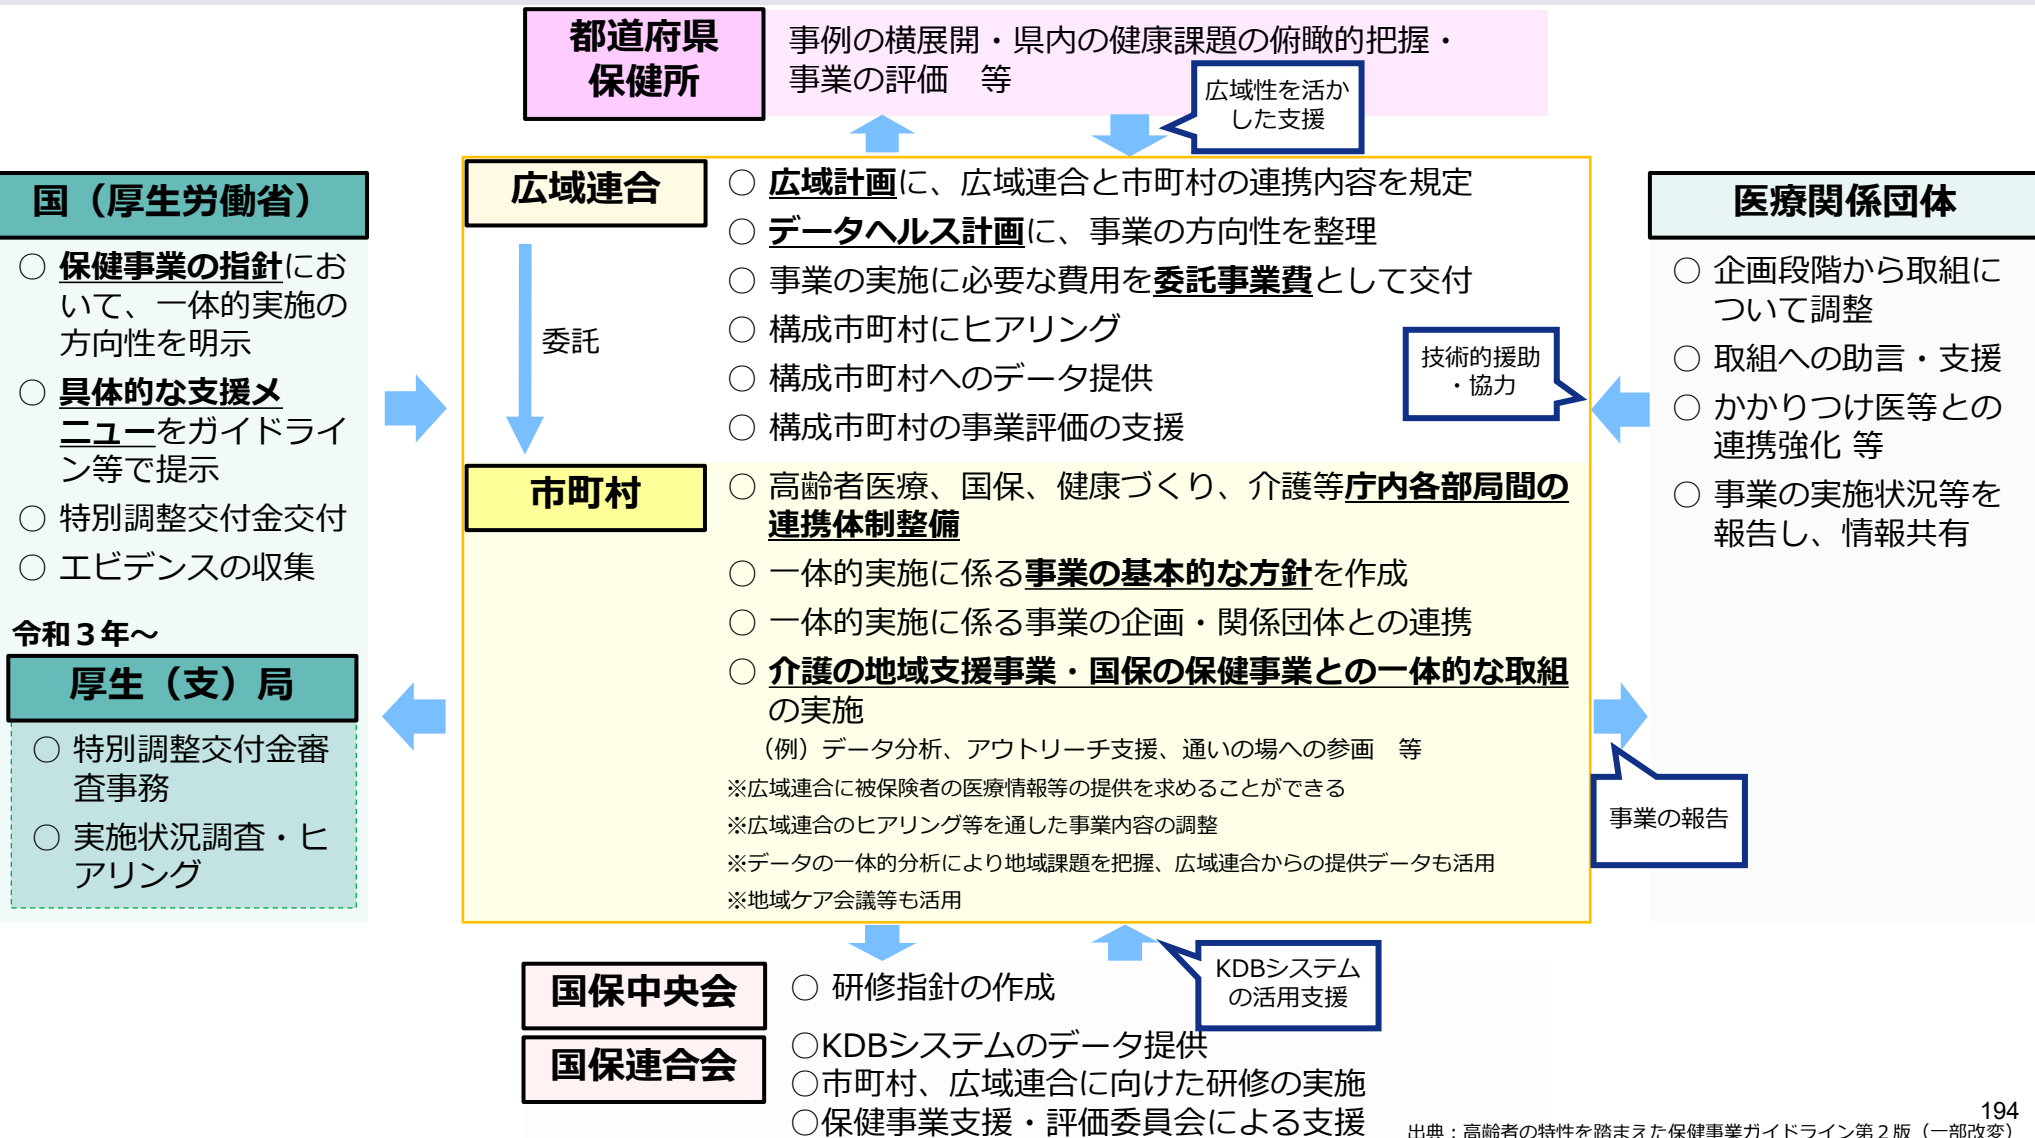 都道府県
保健所
事例の横展開・県内の健康課題の俯瞰的把握・
事業の評価　等
広域性を活か
した支援
国（厚生労働省）
○ 保健事業の指針にお
いて、一体的実施の
方向性を明示
○ 具体的な支援メ
ニューをガイドライ
ン等で提示
○ 特別調整交付金交付
○ エビデンスの収集
令和３年～
厚生（支）局
○ 特別調整交付金審
査事務
○ 実施状況調査・ヒ
アリング
広域連合
委託
○ 広域計画に、広域連合と市町村の連携内容を規定
○ データヘルス計画に、事業の方向性を整理
○ 事業の実施に必要な費用を委託事業費として交付
○ 構成市町村にヒアリング
○ 構成市町村へのデータ提供
○ 構成市町村の事業評価の支援
技術的援助
・協力
市町村
○ 高齢者医療、国保、健康づくり、介護等庁内各部局間の
連携体制整備
○ 一体的実施に係る事業の基本的な方針を作成
○ 一体的実施に係る事業の企画・関係団体との連携
○ 介護の地域支援事業・国保の保健事業との一体的な取組
の実施
（例）データ分析、アウトリーチ支援、通いの場への参画　等
※広域連合に被保険者の医療情報等の提供を求めることができる
※広域連合のヒアリング等を通した事業内容の調整
※データの一体的分析により地域課題を把握、広域連合からの提供データも活用
※地域ケア会議等も活用
医療関係団体
○ 企画段階から取組に
ついて調整
○ 取組への助言・支援
○ かかりつけ医等との
連携強化 等
○ 事業の実施状況等を
報告し、情報共有
事業の報告
国保中央会
○ 研修指針の作成
KDBシステム
の活用支援
国保連合会
○KDBシステムのデータ提供
○市町村、広域連合に向けた研修の実施
○保健事業支援・評価委員会による支援
194
出典：高齢者の特性を踏まえた保健事業ガイドライン第２版（一部改変）